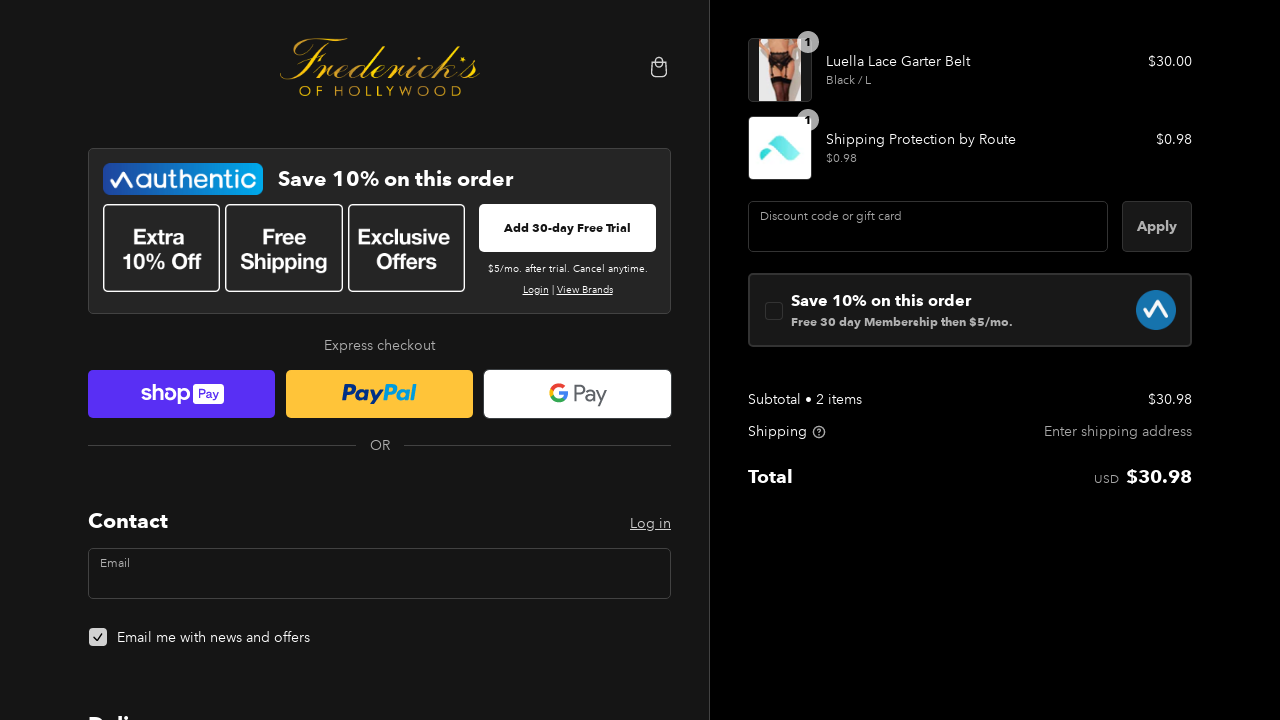 Frederick's
OF HOLLYWOOD
authentic
Save 10% on this order
Extra
10% Off
Free
Shipping
Exclusive
Offers
Add 30-day Free Trial
$5/mo. after trial. Cancel anytime.
Login | View Brands
Express checkout
shop Pay
PayPal
G Pay
OR
Contact
Log in
Email
Email me with news and offers
1
Luella Lace Garter Belt
$30.00
Black / L
1
Shipping Protection by Route
$0.98
$0.98
Discount code or gift card
Apply
Save 10% on this order
Free 30 day Membership then $5/mo.
Subtotal • 2 items
$30.98
Shipping
Enter shipping address
Total
USD $30.98